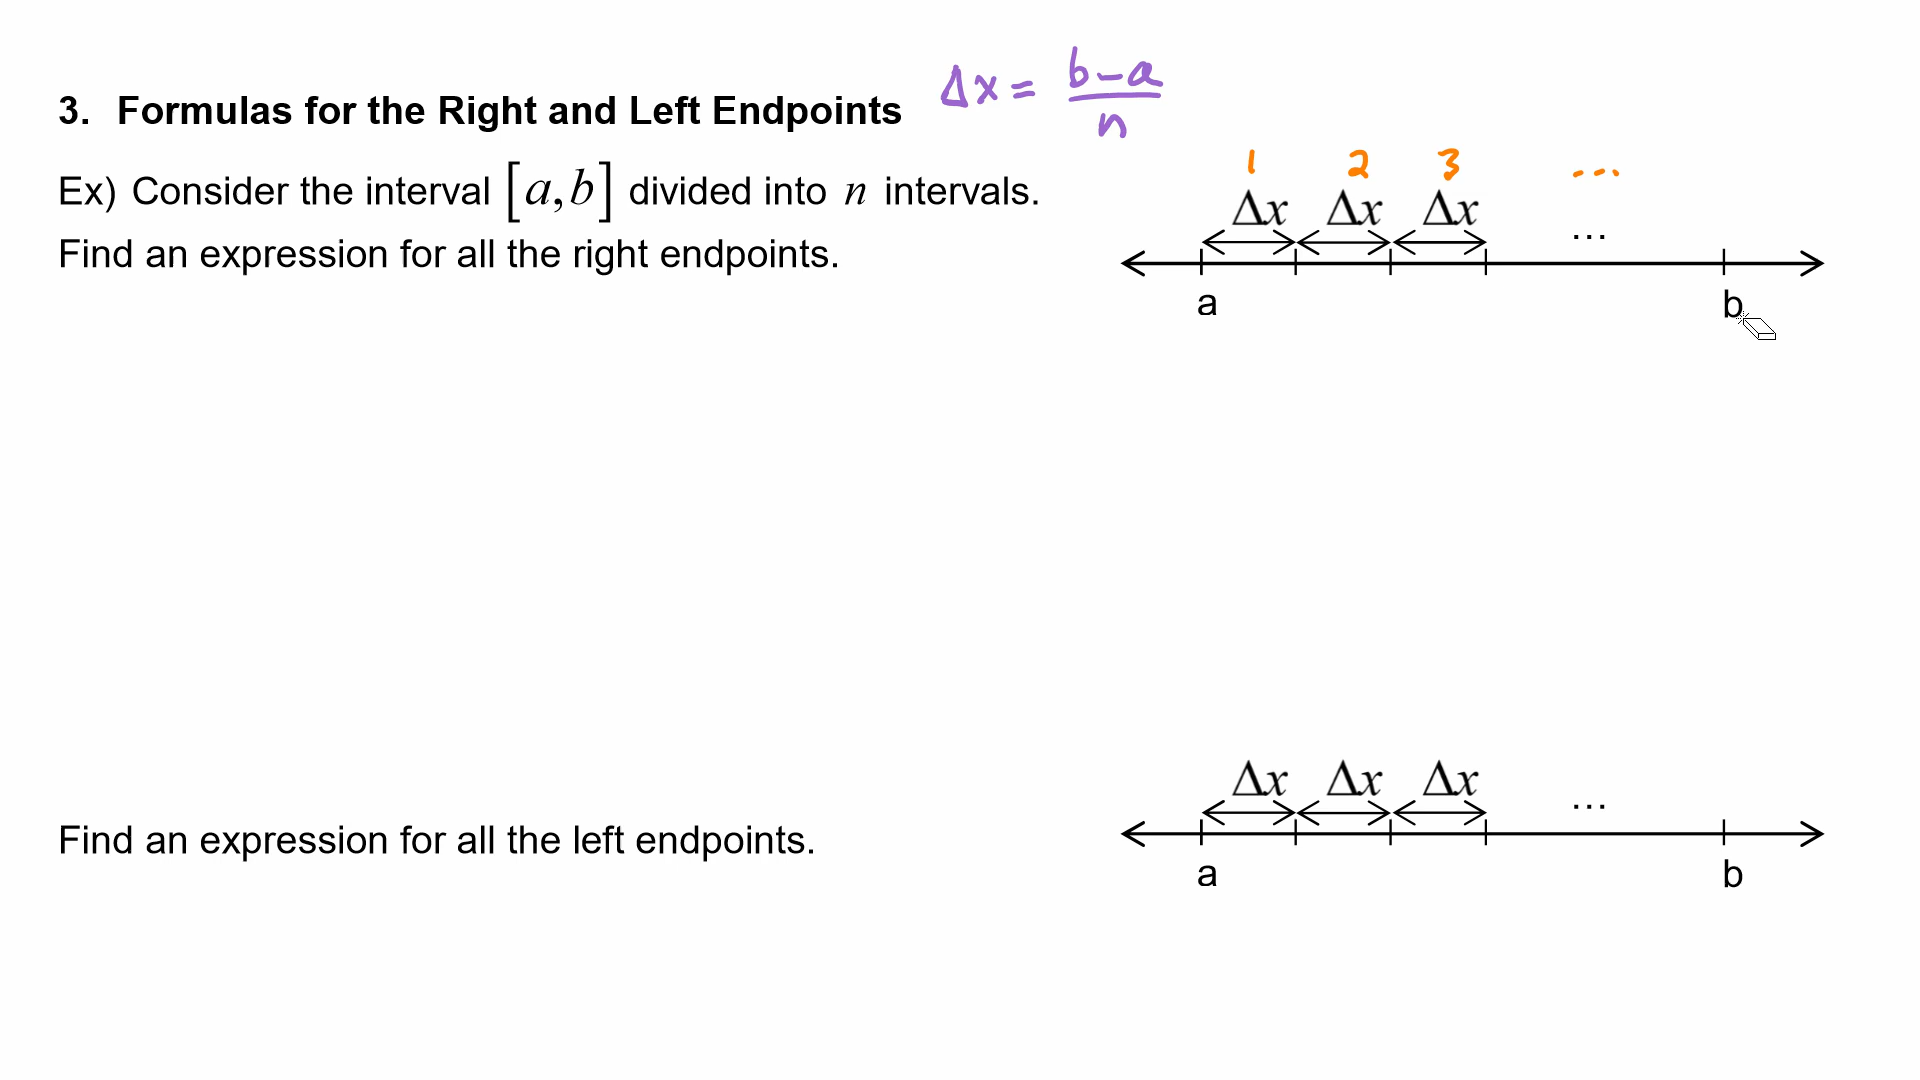 3. Formulas for the Right and Left Endpoints Δx = b-a/n
Ex) Consider the interval [a,b] divided into n intervals.
Find an expression for all the right endpoints.
1 2 3 ...
Δx Δx Δx ...
a b
Find an expression for all the left endpoints.
Δx Δx Δx ...
a b